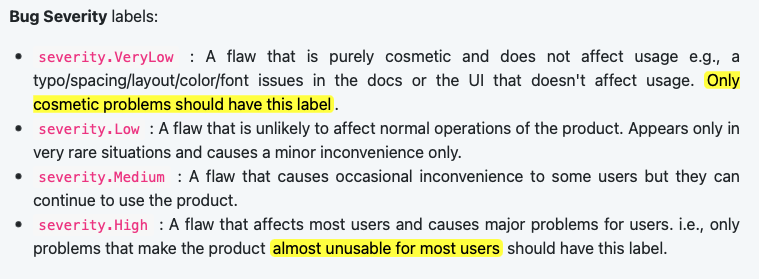 Bug Severity labels:
• severity.VeryLow : A flaw that is purely cosmetic and does not affect usage e.g., a
typo/spacing/layout/color/font issues in the docs or the UI that doesn't affect usage. Only
cosmetic problems should have this label.
• severity.Low : A flaw that is unlikely to affect normal operations of the product. Appears only in
very rare situations and causes a minor inconvenience only.
• severity.Medium : A flaw that causes occasional inconvenience to some users but they can
continue to use the product.
• severity.High : A flaw that affects most users and causes major problems for users. i.e., only
problems that make the product almost unusable for most users should have this label.